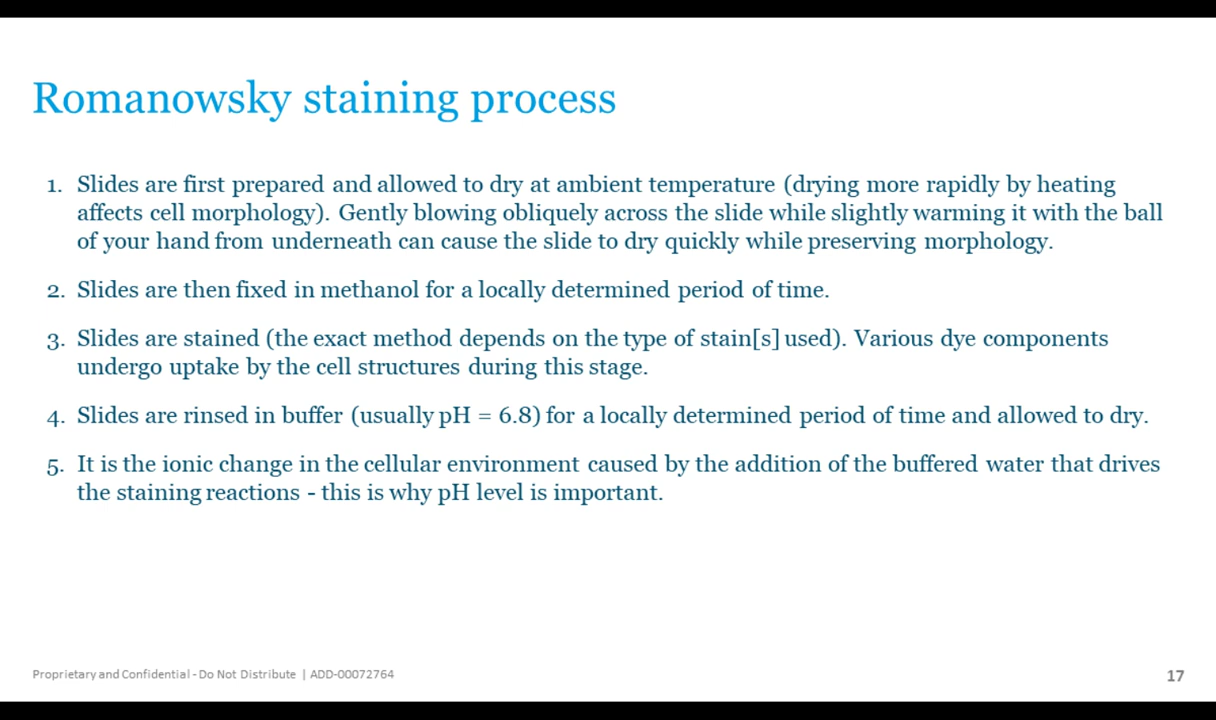 Romanowsky staining process
1. Slides are first prepared and allowed to dry at ambient temperature (drying more rapidly by heating
affects cell morphology). Gently blowing obliquely across the slide while slightly warming it with the ball
of your hand from underneath can cause the slide to dry quickly while preserving morphology.
2. Slides are then fixed in methanol for a locally determined period of time.
3. Slides are stained (the exact method depends on the type of stain[s] used). Various dye components
undergo uptake by the cell structures during this stage.
4. Slides are rinsed in buffer (usually pH = 6.8) for a locally determined period of time and allowed to dry.
5. It is the ionic change in the cellular environment caused by the addition of the buffered water that drives
the staining reactions - this is why pH level is important.
Proprietary and Confidential - Do Not Distribute | ADD-00072764
17